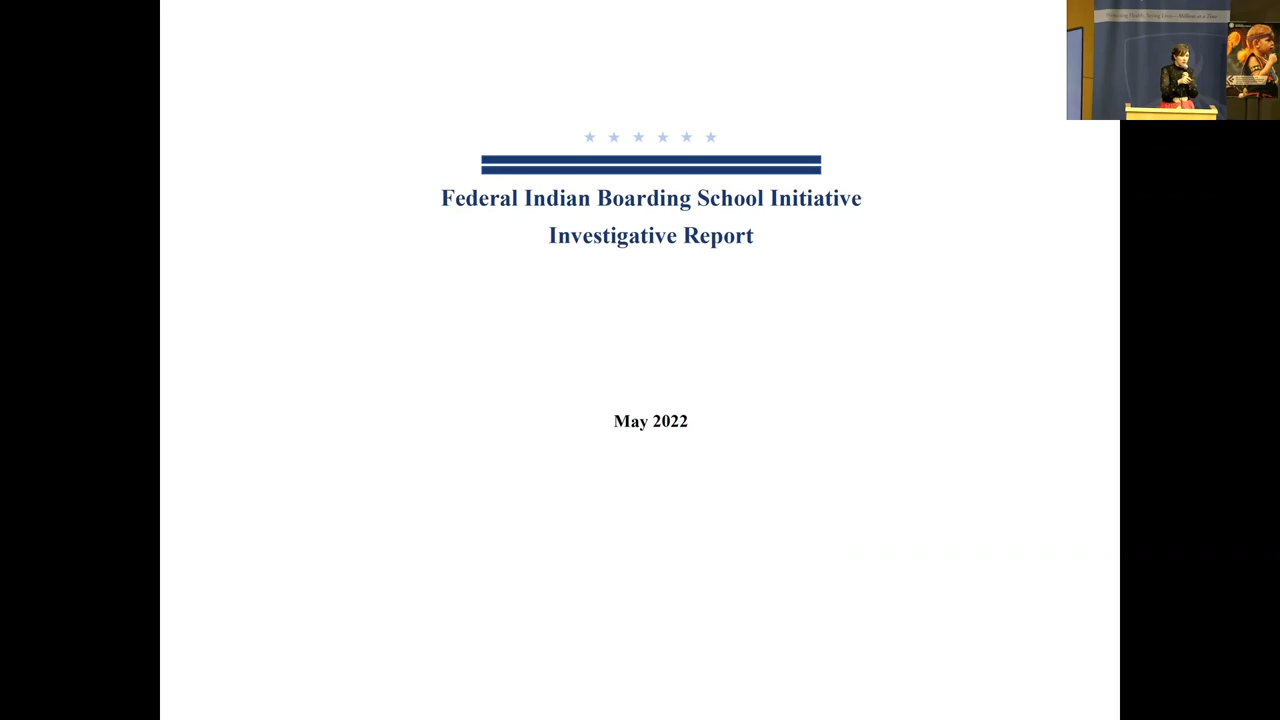 Federal Indian Boarding School Initiative
Investigative Report
May 2022